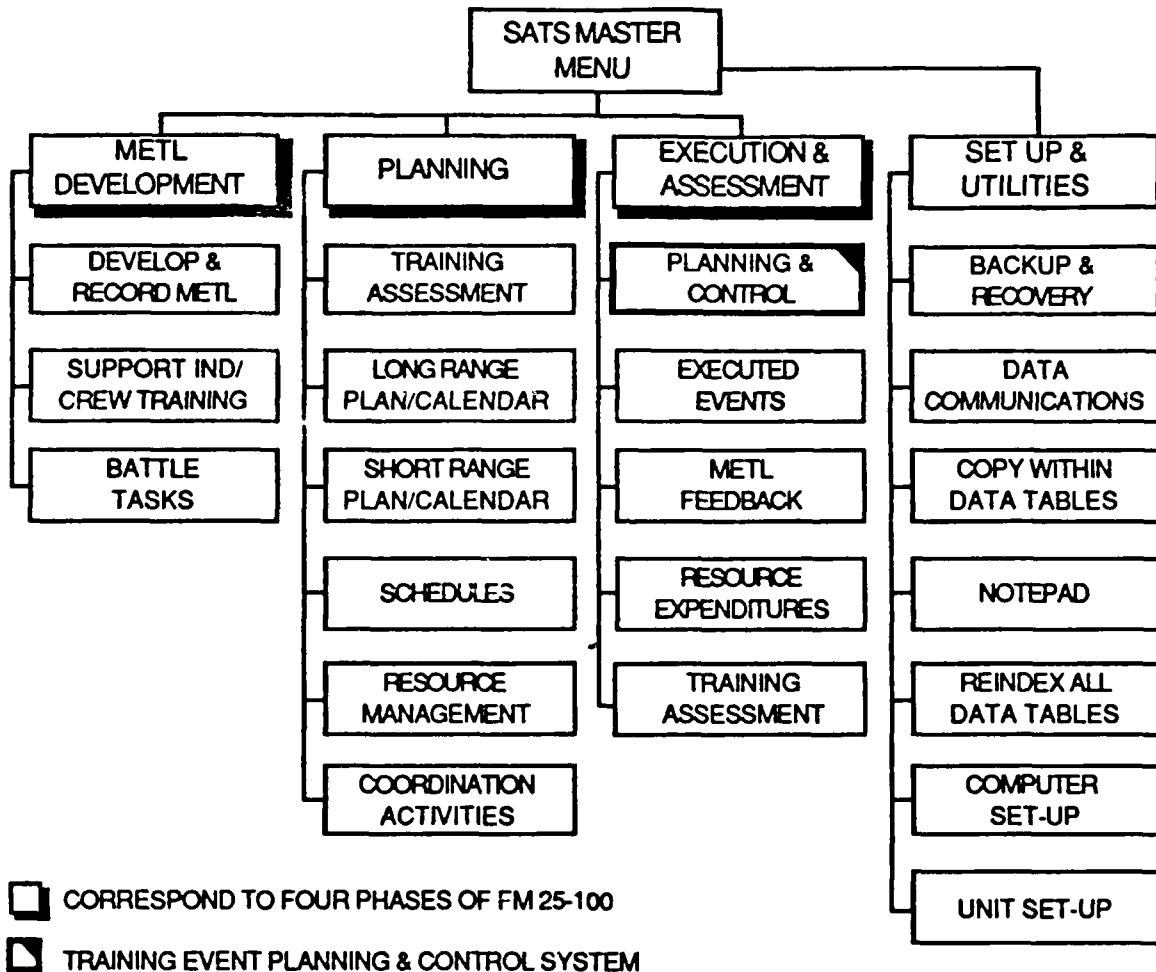 SATS MASTER
MENU
METL
DEVELOPMENT
DEVELOP &
RECORD METL
SUPPORT IND/
CREW TRAINING
BATTLE
TASKS
PLANNING
TRAINING
ASSESSMENT
LONG RANGE
PLAN/CALENDAR
SHORT RANGE
PLAN/CALENDAR
SCHEDULES
RESOURCE
MANAGEMENT
COORDINATION
ACTIVITIES
EXECUTION &
ASSESSMENT
PLANNING &
CONTROL
EXECUTED
EVENTS
METL
FEEDBACK
RESOURCE
EXPENDITURES
TRAINING
ASSESSMENT
SET UP &
UTILITIES
BACKUP &
RECOVERY
DATA
COMMUNICATIONS
COPY WITHIN
DATA TABLES
NOTEPAD
REINDEX ALL
DATA TABLES
COMPUTER
SET-UP
UNIT SET-UP
CORRESPOND TO FOUR PHASES OF FM 25-100
TRAINING EVENT PLANNING & CONTROL SYSTEM